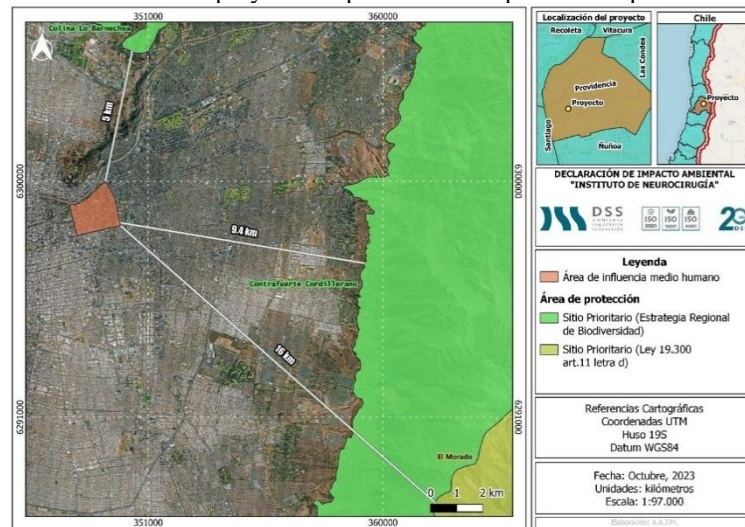 351000
360000
Colina Lo Barnechea
5 km
6300000
6300000
9.4 km
Contrafuerte Cordillerano
16 km
6291000
6291000
El Morado
0 1 2 km
351000
360000
Localización del proyecto
Recoleta
Vitacura
Las Condes
Providencia
Proyecto
Santiago
Ñuñoa
Chile
Proyecto
DECLARACIÓN DE IMPACTO AMBIENTAL
"INSTITUTO DE NEUROCIRUGÍA"
DSS
ISO
9001
ISO
14001
ISO
45001
DSS
Leyenda
Área de influencia medio humano
Área de protección
Sitio Prioritario (Estrategia Regional
de Biodiversidad)
Sitio Prioritario (Ley 19.300
art.11 letra d)
Referencias Cartográficas
Coordenadas UTM
Huso 19S
Datum WGS84
Fecha: Octubre, 2023
Unidades: kilómetros
Escala: 1:97.000